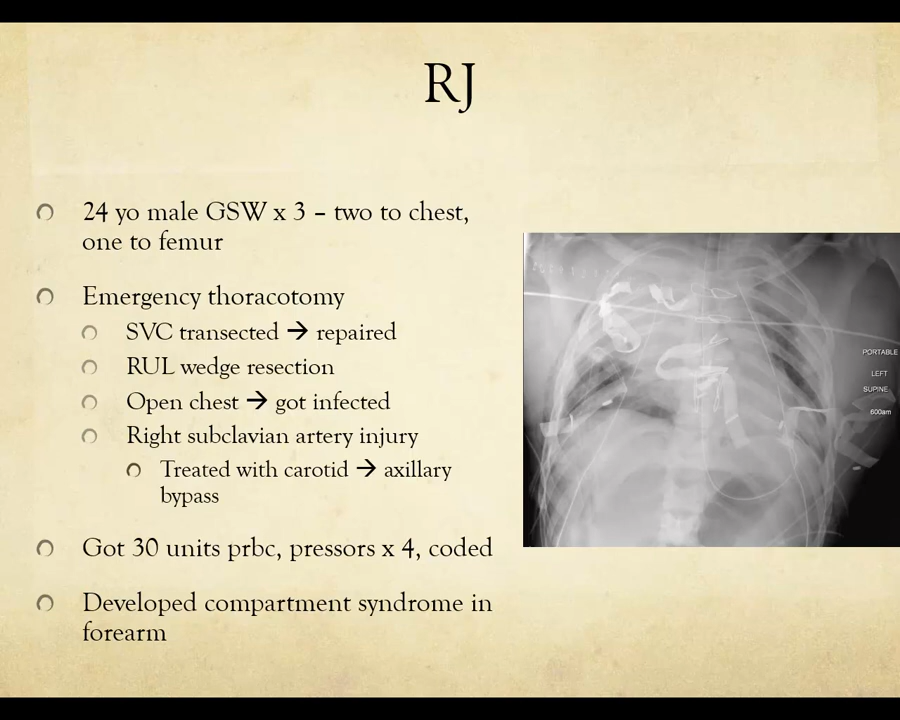 RJ
24 yo male GSW x 3 – two to chest,
one to femur
Emergency thoracotomy
SVC transected → repaired
RUL wedge resection
Open chest → got infected
Right subclavian artery injury
Treated with carotid → axillary
bypass
Got 30 units prbc, pressors x 4, coded
Developed compartment syndrome in
forearm
PORTABLE
LEFT
SUPINE
600am